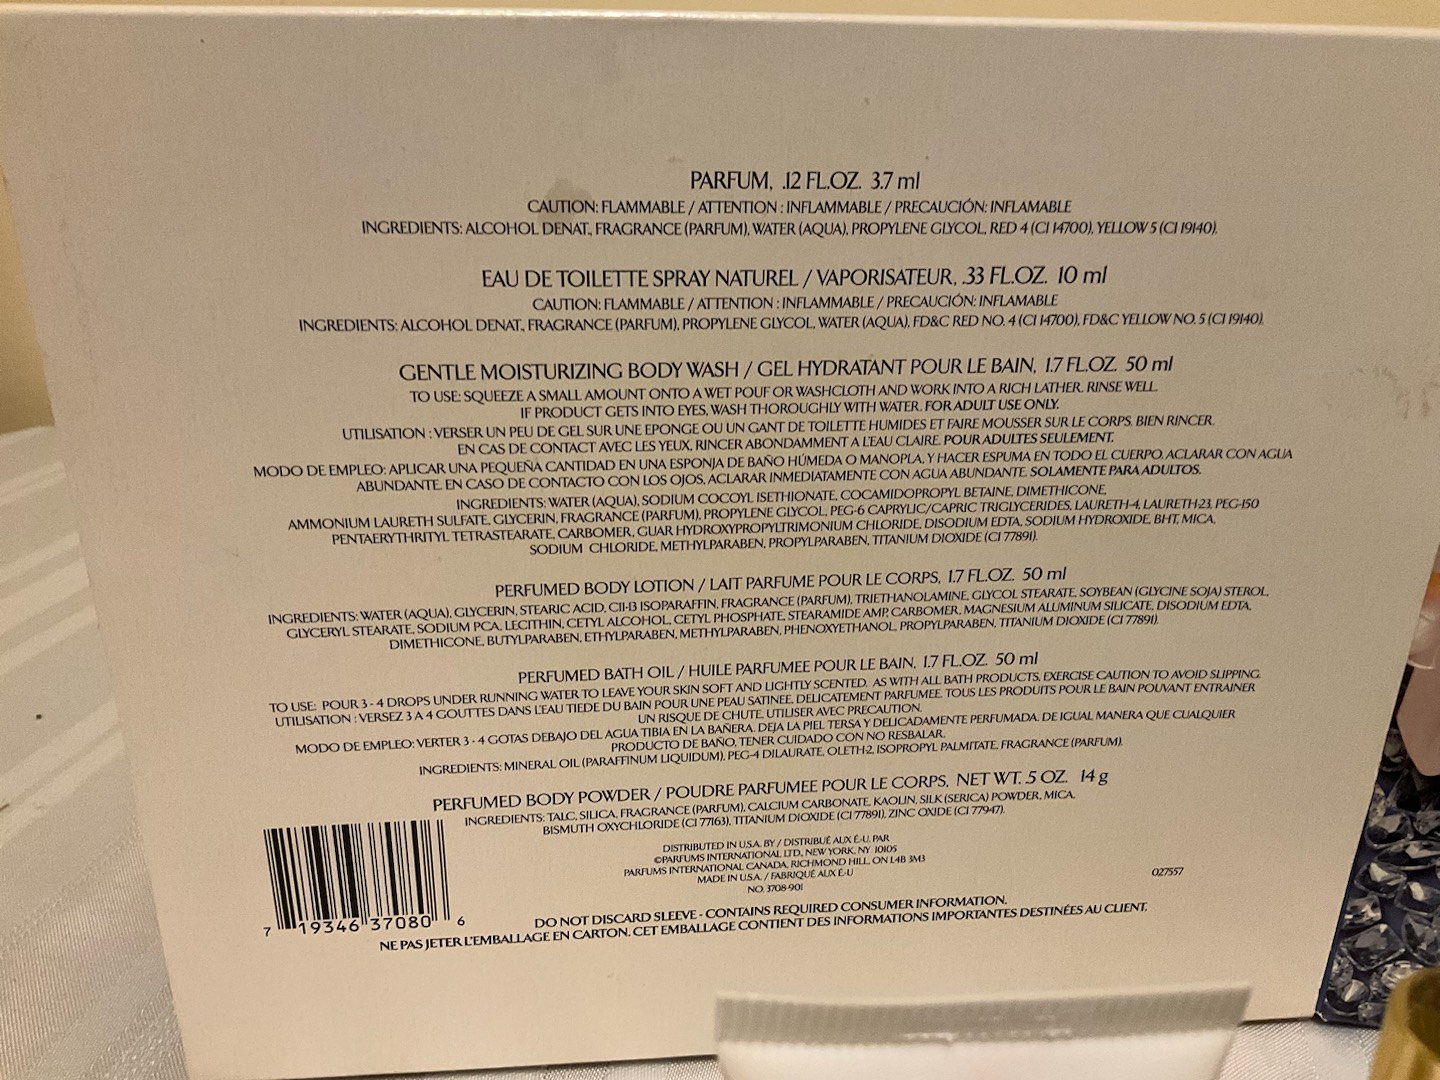 PARFUM, .12 FL.OZ. 3.7 ml
CAUTION: FLAMMABLE / ATTENTION : INFLAMMABLE / PRECAUCIÓN: INFLAMABLE
INGREDIENTS: ALCOHOL DENAT., FRAGRANCE (PARFUM), WATER (AQUA), PROPYLENE GLYCOL, RED 4 (CI 14700), YELLOW 5 (CI 19140).
EAU DE TOILETTE SPRAY NATUREL / VAPORISATEUR, .33 FL.OZ. 10 ml
CAUTION: FLAMMABLE / ATTENTION : INFLAMMABLE / PRECAUCIÓN: INFLAMABLE
INGREDIENTS: ALCOHOL DENAT., FRAGRANCE (PARFUM), PROPYLENE GLYCOL, WATER (AQUA), FD&C RED NO. 4 (CI 14700), FD&C YELLOW NO. 5 (CI 19140).
GENTLE MOISTURIZING BODY WASH / GEL HYDRATANT POUR LE BAIN, 1.7 FL.OZ. 50 ml
TO USE: SQUEEZE A SMALL AMOUNT ONTO A WET POUF OR WASHCLOTH AND WORK INTO A RICH LATHER. RINSE WELL.
IF PRODUCT GETS INTO EYES, WASH THOROUGHLY WITH WATER. FOR ADULT USE ONLY.
UTILISATION : VERSER UN PEU DE GEL SUR UNE EPONGE OU UN GANT DE TOILETTE HUMIDES ET FAIRE MOUSSER SUR LE CORPS. BIEN RINCER.
EN CAS DE CONTACT AVEC LES YEUX, RINCER ABONDAMMENT A L'EAU CLAIRE. POUR ADULTES SEULEMENT.
MODO DE EMPLEO: APLICAR UNA PEQUEÑA CANTIDAD EN UNA ESPONJA DE BAÑO HÚMEDA O MANOPLA, Y HACER ESPUMA EN TODO EL CUERPO. ACLARAR CON AGUA
ABUNDANTE. EN CASO DE CONTACTO CON LOS OJOS, ACLARAR INMEDIATAMENTE CON AGUA ABUNDANTE. SOLAMENTE PARA ADULTOS.
INGREDIENTS: WATER (AQUA), SODIUM COCOYL ISETHIONATE, COCAMIDOPROPYL BETAINE, DIMETHICONE,
AMMONIUM LAURETH SULFATE, GLYCERIN, FRAGRANCE (PARFUM), PROPYLENE GLYCOL, PEG-6 CAPRYLIC/CAPRIC TRIGLYCERIDES, LAURETH-4, LAURETH-23, PEG-150
PENTAERYTHRITYL TETRASTEARATE, CARBOMER, GUAR HYDROXYPROPYLTRIMONIUM CHLORIDE, DISODIUM EDTA, SODIUM HYDROXIDE, BHT, MICA,
SODIUM CHLORIDE, METHYLPARABEN, PROPYLPARABEN, TITANIUM DIOXIDE (CI 77891).
PERFUMED BODY LOTION / LAIT PARFUME POUR LE CORPS, 1.7 FL.OZ. 50 ml
INGREDIENTS: WATER (AQUA), GLYCERIN, STEARIC ACID, C11-13 ISOPARAFFIN, FRAGRANCE (PARFUM), TRIETHANOLAMINE, GLYCOL STEARATE, SOYBEAN (GLYCINE SOJA) STEROL,
GLYCERYL STEARATE, SODIUM PCA, LECITHIN, CETYL ALCOHOL, CETYL PHOSPHATE, STEARAMIDE AMP, CARBOMER, MAGNESIUM ALUMINUM SILICATE, DISODIUM EDTA,
DIMETHICONE, BUTYLPARABEN, ETHYLPARABEN, METHYLPARABEN, PHENOXYETHANOL, PROPYLPARABEN, TITANIUM DIOXIDE (CI 77891).
PERFUMED BATH OIL / HUILE PARFUMEE POUR LE BAIN, 1.7 FL.OZ. 50 ml
TO USE: POUR 3 - 4 DROPS UNDER RUNNING WATER TO LEAVE YOUR SKIN SOFT AND LIGHTLY SCENTED. AS WITH ALL BATH PRODUCTS, EXERCISE CAUTION TO AVOID SLIPPING.
UTILISATION : VERSEZ 3 A 4 GOUTTES DANS L'EAU TIEDE DU BAIN POUR UNE PEAU SATINEE, DELICATEMENT PARFUMEE. TOUS LES PRODUITS POUR LE BAIN POUVANT ENTRAINER
UN RISQUE DE CHUTE, UTILISER AVEC PRECAUTION.
MODO DE EMPLEO: VERTER 3 - 4 GOTAS DEBAJO DEL AGUA TIBIA EN LA BAÑERA. DEJA LA PIEL TERSA Y DELICADAMENTE PERFUMADA. DE IGUAL MANERA QUE CUALQUIER
PRODUCTO DE BAÑO, TENER CUIDADO CON NO RESBALAR.
INGREDIENTS: MINERAL OIL (PARAFFINUM LIQUIDUM), PEG-4 DILAURATE, OLETH-2, ISOPROPYL PALMITATE, FRAGRANCE (PARFUM).
PERFUMED BODY POWDER / POUDRE PARFUMEE POUR LE CORPS, NET WT. .5 OZ. 14 g
INGREDIENTS: TALC, SILICA, FRAGRANCE (PARFUM), CALCIUM CARBONATE, KAOLIN, SILK (SERICA) POWDER, MICA,
BISMUTH OXYCHLORIDE (CI 77163), TITANIUM DIOXIDE (CI 77891), ZINC OXIDE (CI 77947).
DISTRIBUTED IN U.S.A. BY / DISTRIBUÉ AUX É.-U. PAR
©PARFUMS INTERNATIONAL LTD., NEW YORK, NY 10105
PARFUMS INTERNATIONAL CANADA, RICHMOND HILL, ON L4B 3M3
MADE IN U.S.A. / FABRIQUÉ AUX É.-U
NO. 3708-901
027557
7 19346 37080 6
DO NOT DISCARD SLEEVE - CONTAINS REQUIRED CONSUMER INFORMATION.
NE PAS JETER L'EMBALLAGE EN CARTON. CET EMBALLAGE CONTIENT DES INFORMATIONS IMPORTANTES DESTINÉES AU CLIENT.